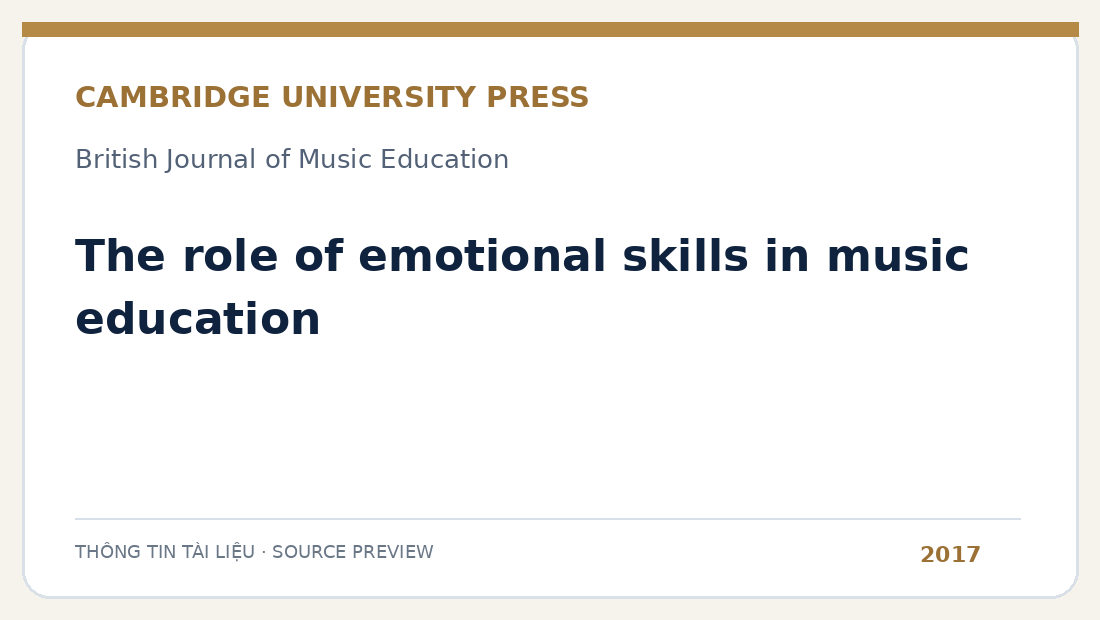 CAMBRIDGE UNIVERSITY PRESS
British Journal of Music Education
The role of emotional skills in music
education
THÔNG TIN TÀI LIỆU · SOURCE PREVIEW
2017